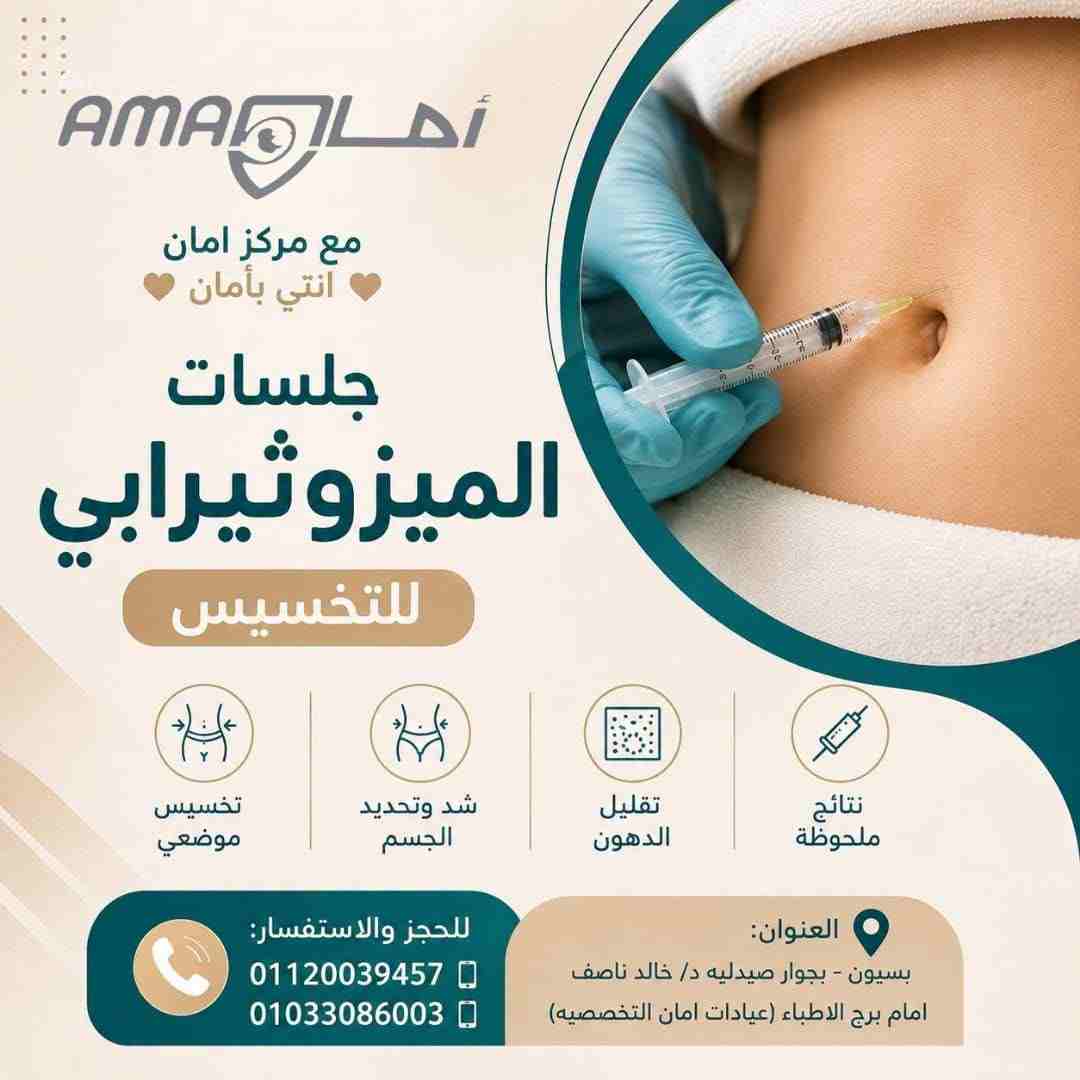 AMAN أمان
مع مركز امان
انتي بأمان
جلسات
الميزوثيرابي
للتخسيس
نتائج
ملحوظة
تقليل
الدهون
شد وتحديد
الجسم
تخسيس
موضعي
العنوان:
بسيون - بجوار صيدليه د/ خالد ناصف
امام برج الاطباء (عيادات امان التخصصيه)
للحجز والاستفسار:
01120039457
01033086003